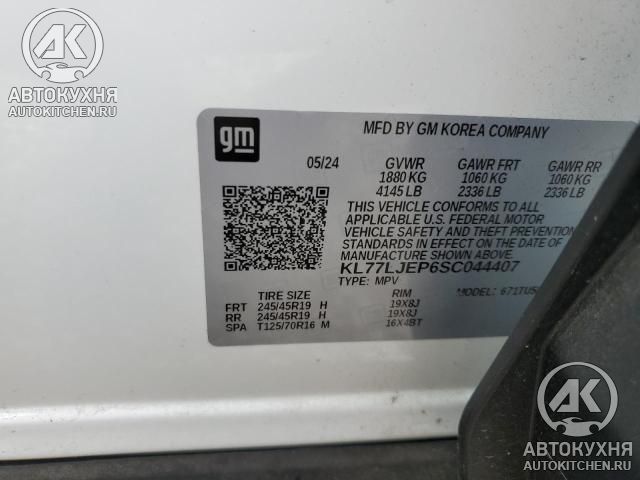 АК
АВТОКУХНЯ
AUTOKITCHEN.RU
gm
MFD BY GM KOREA COMPANY
05/24 GVWR GAWR FRT GAWR RR
1880 KG 1060 KG 1060 KG
4145 LB 2336 LB 2336 LB
THIS VEHICLE CONFORMS TO ALL
APPLICABLE U.S. FEDERAL MOTOR
VEHICLE SAFETY AND THEFT PREVENTION
STANDARDS IN EFFECT ON THE DATE OF
MANUFACTURE SHOWN ABOVE.
KL77LJEP6SC044407
TYPE: MPV MODEL:
TIRE SIZE RIM
FRT 245/45R19 H 19X8J
RR 245/45R19 H 19X8J
SPA T125/70R16 M 16X4BT
АК
АВТОКУХНЯ
AUTOKITCHEN.RU